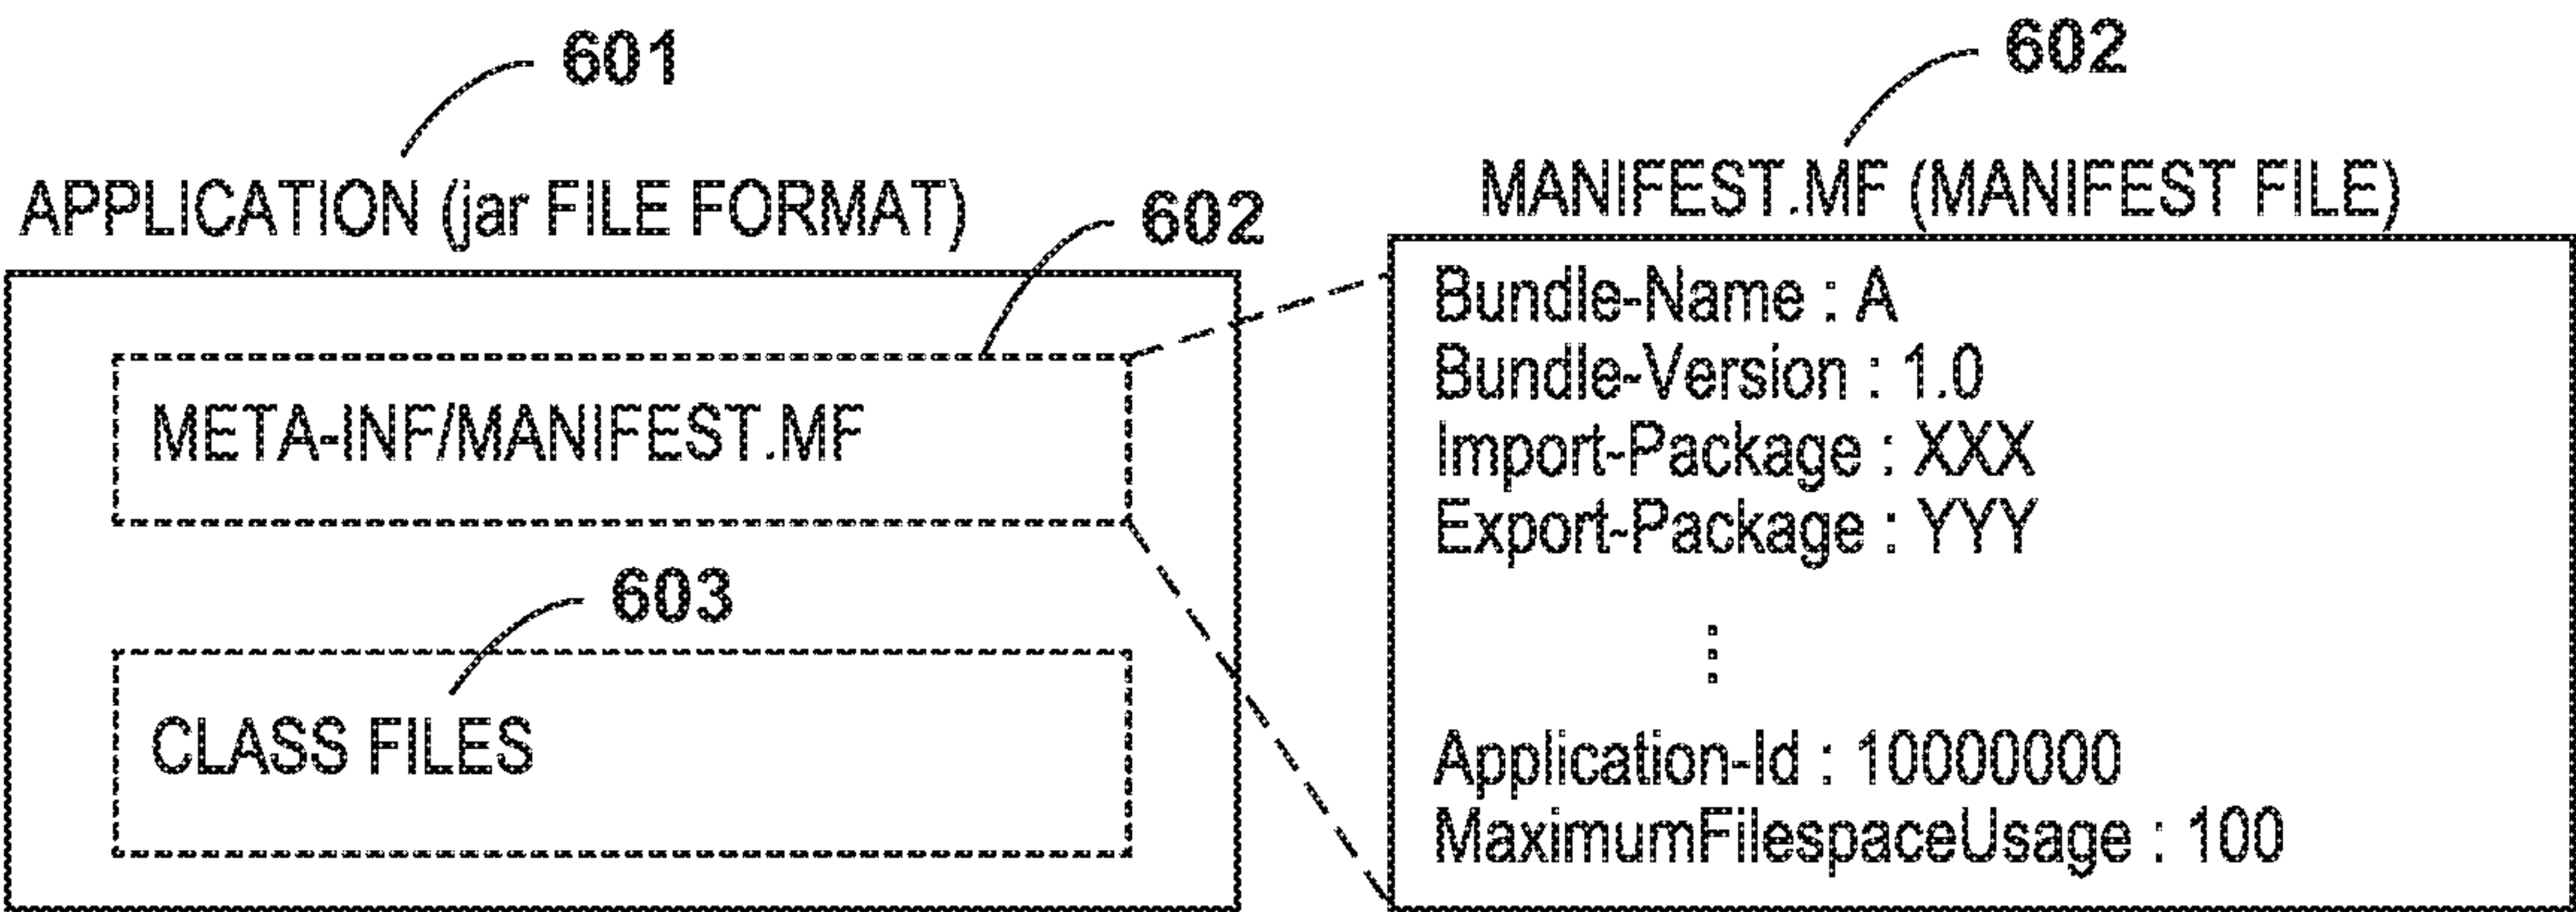 601
APPLICATION (jar FILE FORMAT)
602
META-INF/MANIFEST.MF
603
CLASS FILES
602
MANIFEST.MF (MANIFEST FILE)
Bundle-Name : A
Bundle-Version : 1.0
Import-Package : XXX
Export-Package : YYY
Application-Id : 10000000
MaximumFilespaceUsage : 100